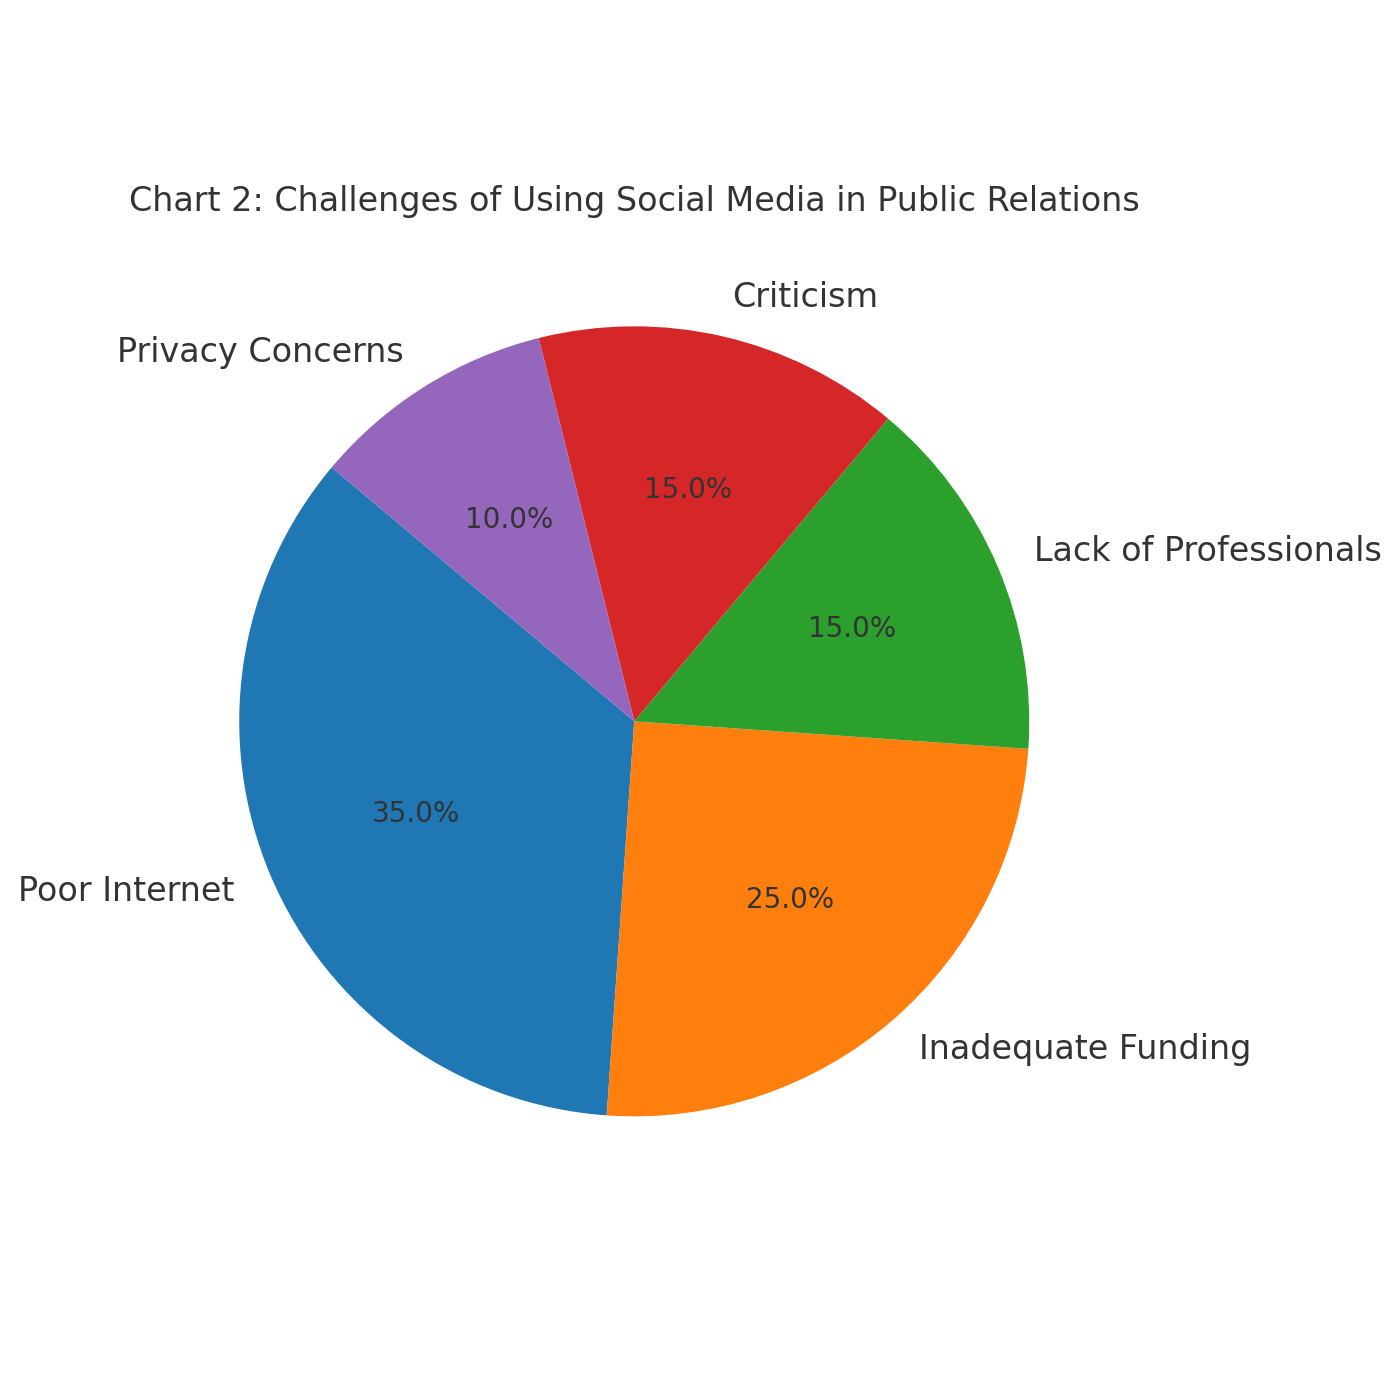 Chart 2: Challenges of Using Social Media in Public Relations
Criticism
Privacy Concerns
15.0%
10.0%
Lack of Professionals
15.0%
35.0%
Poor Internet
25.0%
Inadequate Funding